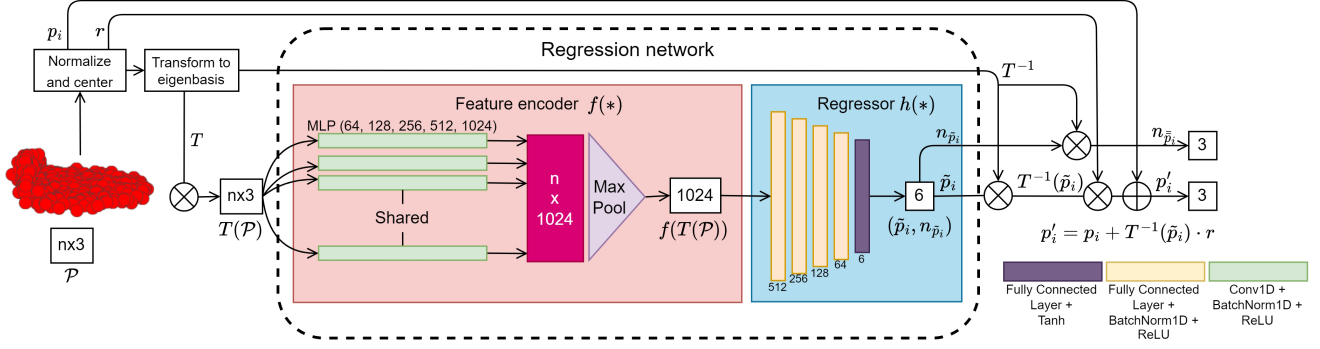 p_i
r
Normalize
and center
Transform to
eigenbasis
T
nx3
𝒫
nx3
T(𝒫)
Regression network
Feature encoder f(*)
MLP (64, 128, 256, 512, 1024)
Shared
n
x
1024
Max
Pool
1024
f(T(𝒫))
Regressor h(*)
512
256
128
64
6
6
n_{p̃_i}
p̃_i
(p̃_i, n_{p̃_i})
T^{-1}
T^{-1}(p̃_i)
n_{p̿_i}
3
p'_i
3
p'_i = p_i + T^{-1}(p̃_i) · r
Fully Connected
Layer +
Tanh
Fully Connected
Layer +
BatchNorm1D +
ReLU
Conv1D +
BatchNorm1D +
ReLU